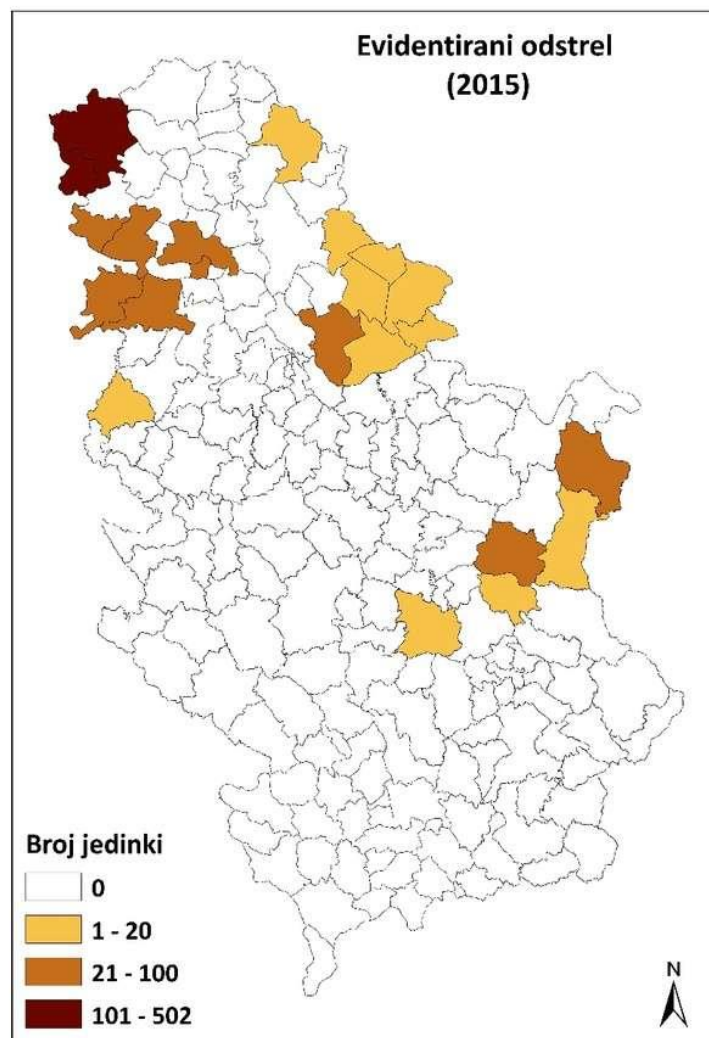 Evidentirani odstrel
(2015)
Broj jedinki
0
1 - 20
21 - 100
101 - 502
N